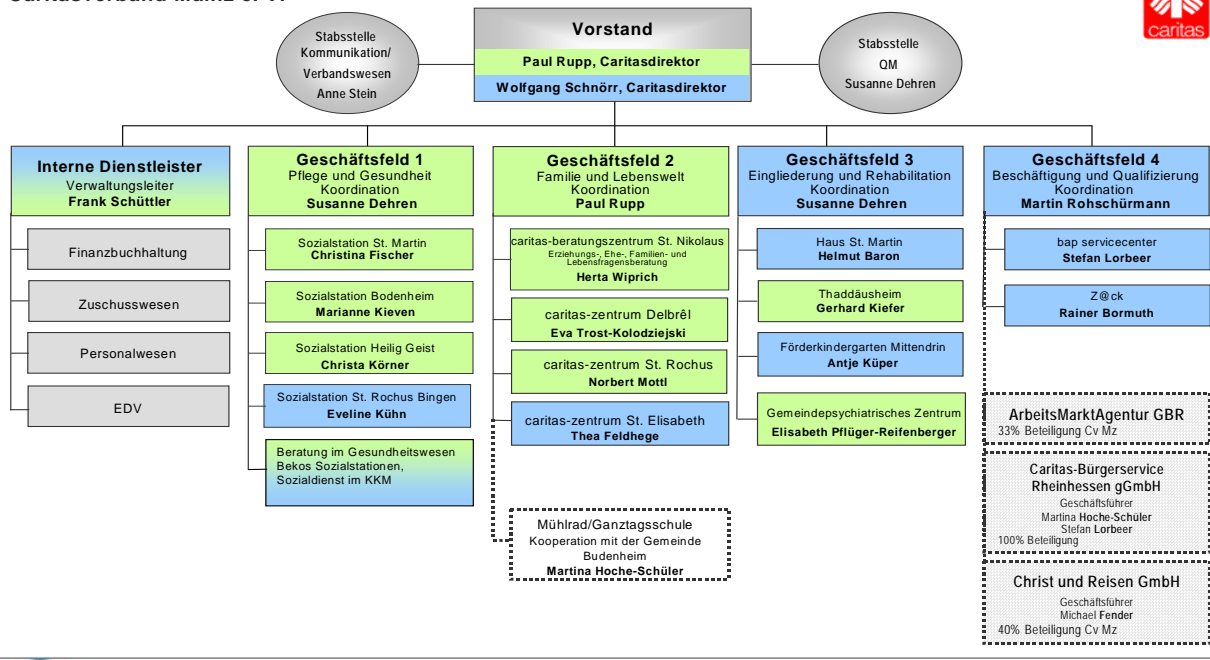 Caritasverband Mainz e. V.
caritas
Vorstand
Paul Rupp, Caritasdirektor
Wolfgang Schnörr, Caritasdirektor
Stabsstelle
Kommunikation/
Verbandswesen
Anne Stein
Stabsstelle
QM
Susanne Dehren
Interne Dienstleister
Verwaltungsleiter
Frank Schüttler
Finanzbuchhaltung
Zuschusswesen
Personalwesen
EDV
Geschäftsfeld 1
Pflege und Gesundheit
Koordination
Susanne Dehren
Sozialstation St. Martin
Christina Fischer
Sozialstation Bodenheim
Marianne Kieven
Sozialstation Heilig Geist
Christa Körner
Sozialstation St. Rochus Bingen
Eveline Kühn
Beratung im Gesundheitswesen
Bekos Sozialstationen,
Sozialdienst im KKM
Geschäftsfeld 2
Familie und Lebenswelt
Koordination
Paul Rupp
caritas-beratungszentrum St. Nikolaus
Erziehungs-, Ehe-, Familien- und
Lebensfragensberatung
Herta Wiprich
caritas-zentrum Delbrêl
Eva Trost-Kolodziejski
caritas-zentrum St. Rochus
Norbert Mottl
caritas-zentrum St. Elisabeth
Thea Feldhege
Mühlrad/Ganztagsschule
Kooperation mit der Gemeinde
Budenheim
Martina Hoche-Schüler
Geschäftsfeld 3
Eingliederung und Rehabilitation
Koordination
Susanne Dehren
Haus St. Martin
Helmut Baron
Thaddäusheim
Gerhard Kiefer
Förderkindergarten Mittendrin
Antje Küper
Gemeindepsychiatrisches Zentrum
Elisabeth Pflüger-Reifenberger
Geschäftsfeld 4
Beschäftigung und Qualifizierung
Koordination
Martin Rohschürmann
bap servicecenter
Stefan Lorbeer
Z@ck
Rainer Bormuth
ArbeitsMarktAgentur GBR
33% Beteiligung Cv Mz
Caritas-Bürgerservice
Rheinhessen gGmbH
Geschäftsführer
Martina Hoche-Schüler
Stefan Lorbeer
100% Beteiligung
Christ und Reisen GmbH
Geschäftsführer
Michael Fender
40% Beteiligung Cv Mz